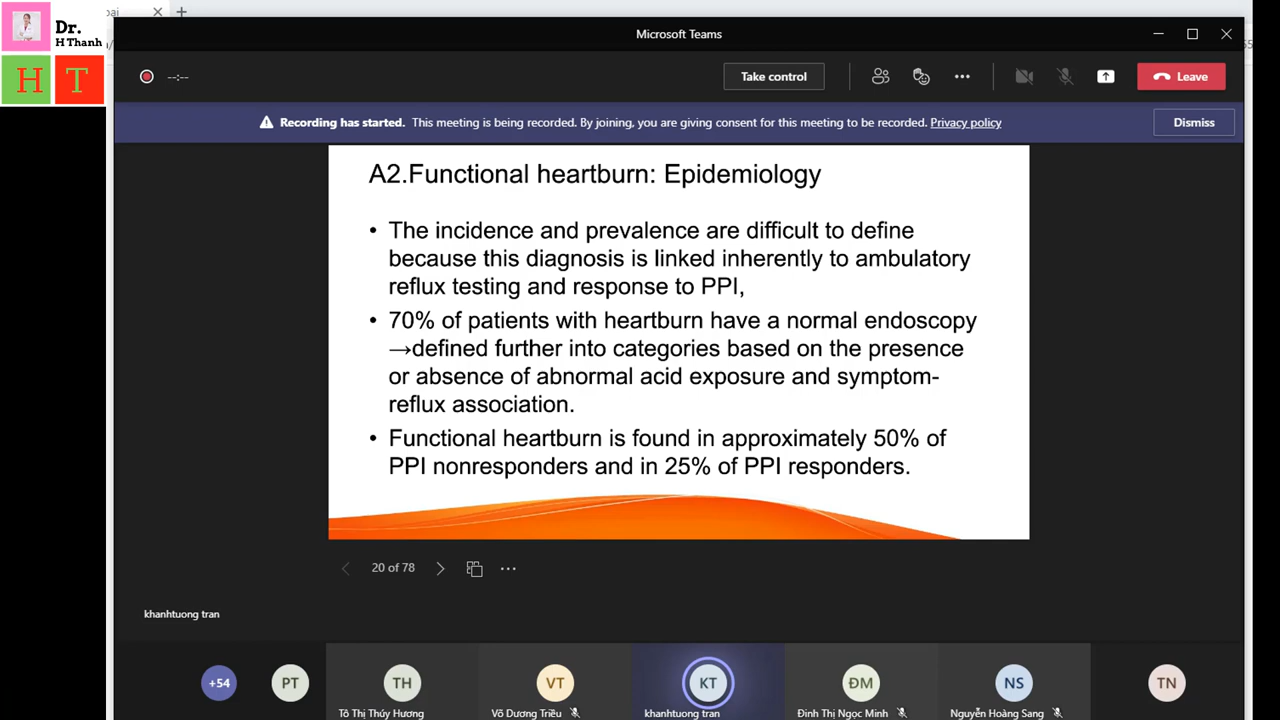 Dr.
H Thanh
H T
Microsoft Teams
--:--
Take control
Leave
Recording has started. This meeting is being recorded. By joining, you are giving consent for this meeting to be recorded. Privacy policy
Dismiss
A2.Functional heartburn: Epidemiology
• The incidence and prevalence are difficult to define
because this diagnosis is linked inherently to ambulatory
reflux testing and response to PPI,
• 70% of patients with heartburn have a normal endoscopy
→defined further into categories based on the presence
or absence of abnormal acid exposure and symptom-
reflux association.
• Functional heartburn is found in approximately 50% of
PPI nonresponders and in 25% of PPI responders.
20 of 78
khanhtuong tran
+54
PT
TH
VT
KT
ĐM
NS
TN
Tô Thị Thúy Hương
Võ Dương Triều
khanhtuong tran
Đinh Thị Ngọc Minh
Nguyễn Hoàng Sang